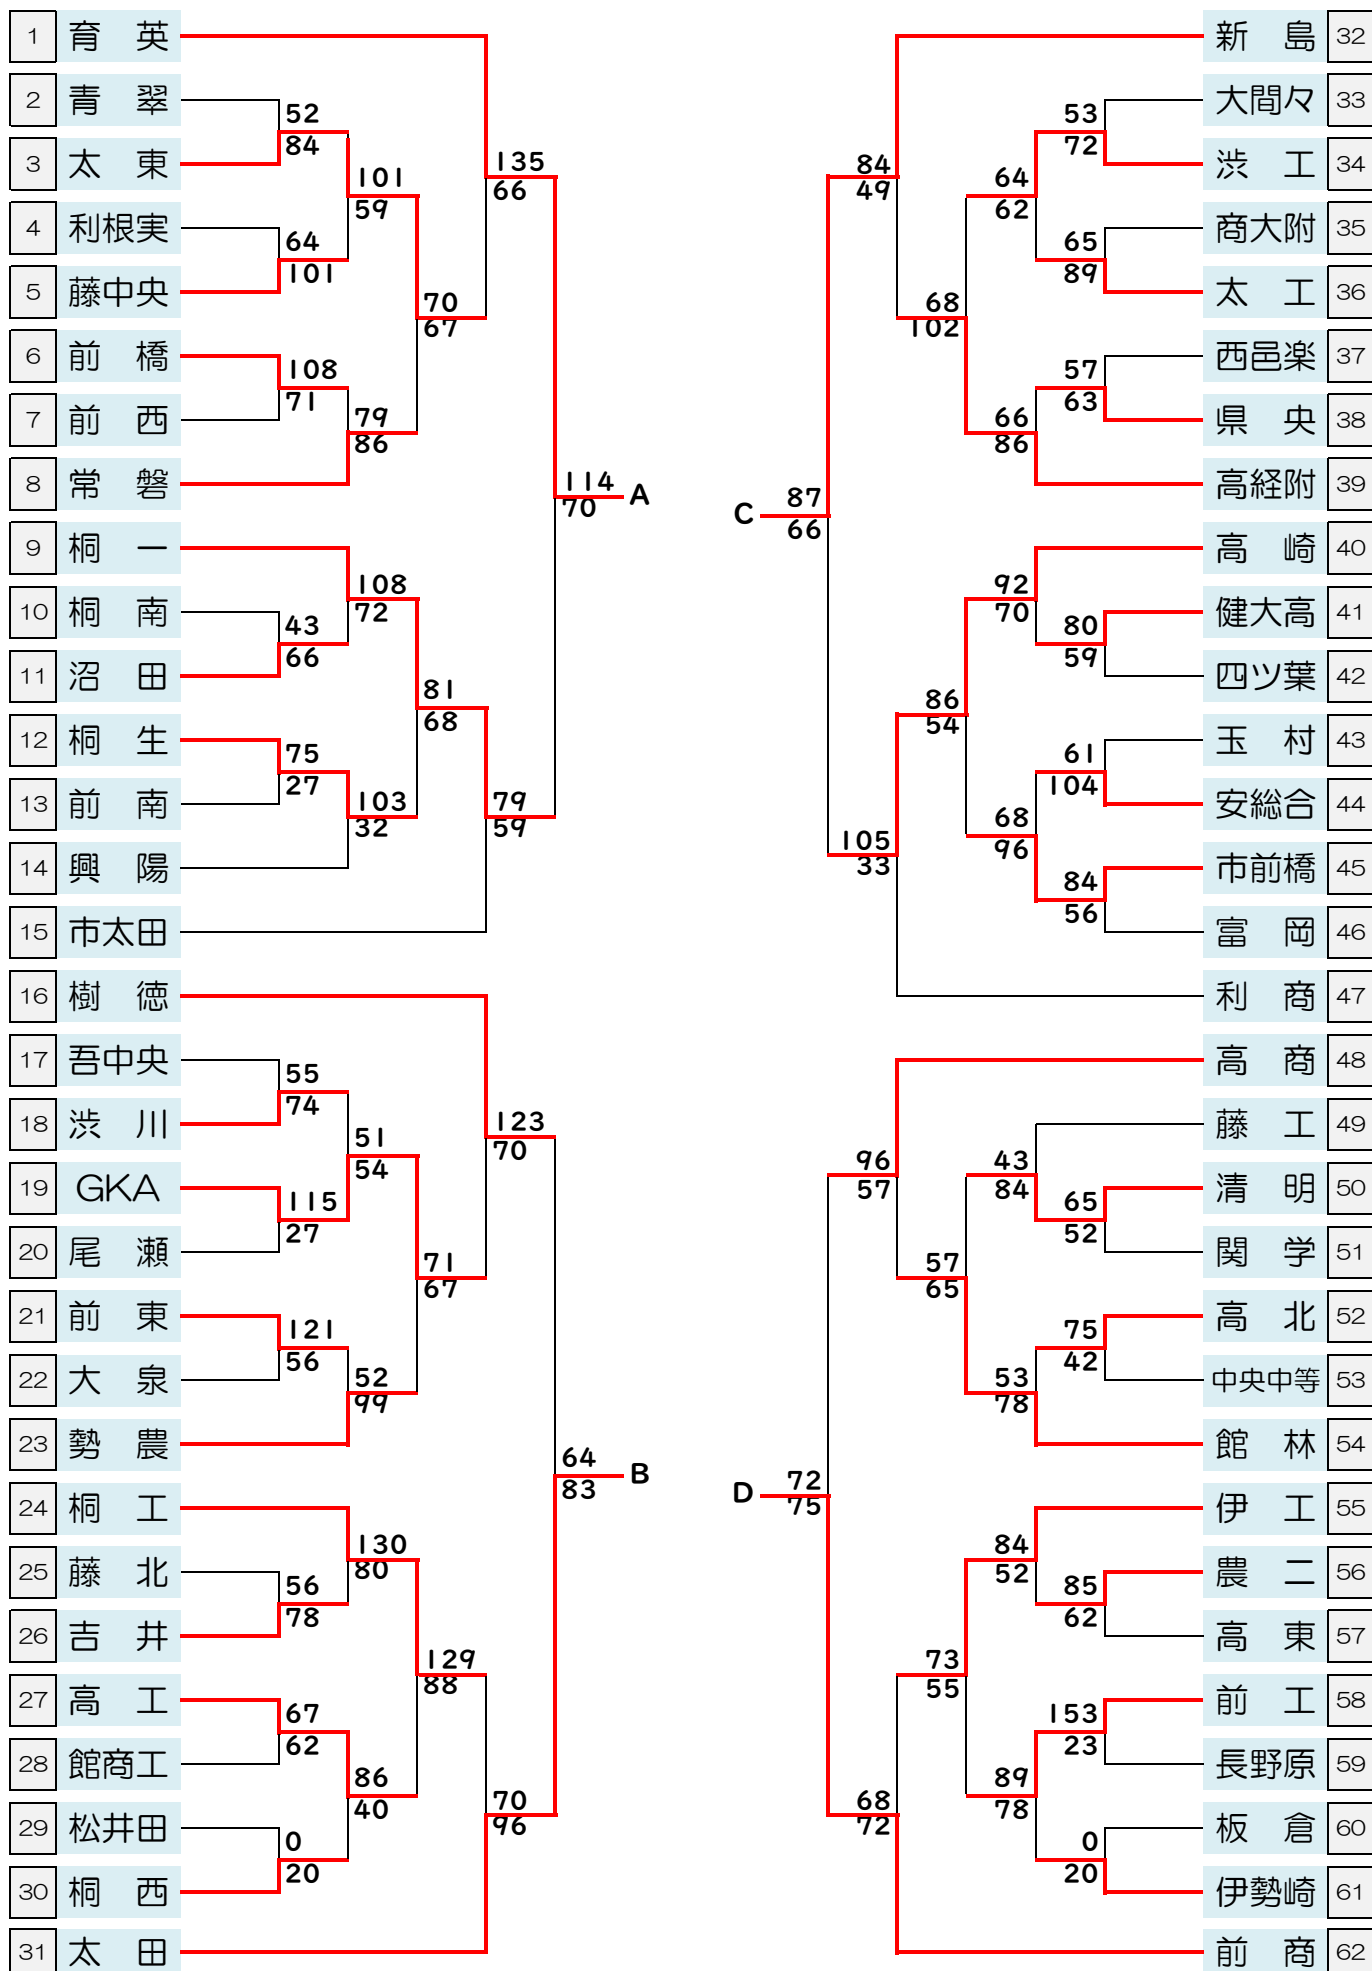 1 育 英
2 青 翠
52
84
3 太 東
101
59
4 利根実
64
101
5 藤中央
135
66
70
67
6 前 橋
108
71
7 前 西
79
86
8 常 磐
114
70
A
9 桐 一
108
72
10 桐 南
43
66
11 沼 田
81
68
12 桐 生
75
27
13 前 南
103
32
14 興 陽
79
59
15 市太田
16 樹 徳
17 吾中央
55
74
18 渋 川
51
54
19 GKA
115
27
20 尾 瀬
123
70
71
67
21 前 東
121
56
22 大 泉
52
99
23 勢 農
64
83
B
24 桐 工
130
80
25 藤 北
56
78
26 吉 井
129
88
27 高 工
67
62
28 館商工
86
40
29 松井田
0
20
30 桐 西
70
96
31 太 田
新 島 32
大間々 33
53
72
渋 工 34
84
49
64
62
商大附 35
65
89
太 工 36
68
102
西邑楽 37
57
63
県 央 38
66
86
高経附 39
C
87
66
高 崎 40
92
70
健大高 41
80
59
四ツ葉 42
86
54
玉 村 43
61
104
安総合 44
68
96
市前橋 45
84
56
富 岡 46
105
33
利 商 47
高 商 48
藤 工 49
96
57
43
84
清 明 50
65
52
関 学 51
57
65
高 北 52
75
42
中央中等 53
53
78
館 林 54
D
72
75
伊 工 55
84
52
農 二 56
85
62
高 東 57
73
55
前 工 58
153
23
長野原 59
89
78
板 倉 60
0
20
伊勢崎 61
68
72
前 商 62